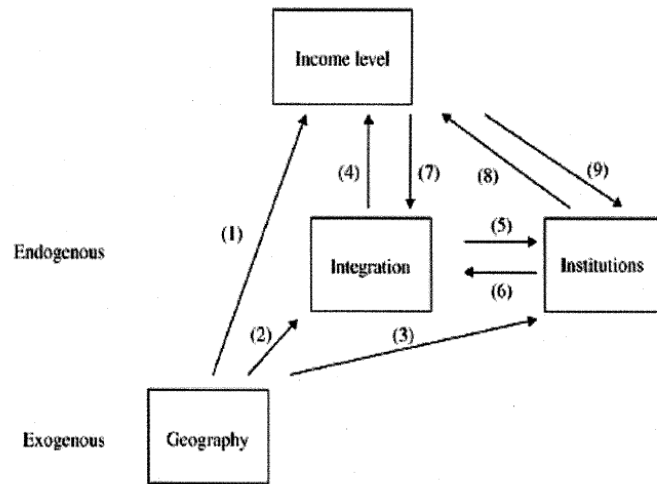 Income level
(4)
(7)
(8)
(9)
(1)
(5)
Endogenous
Integration
Institutions
(6)
(2)
(3)
Exogenous
Geography